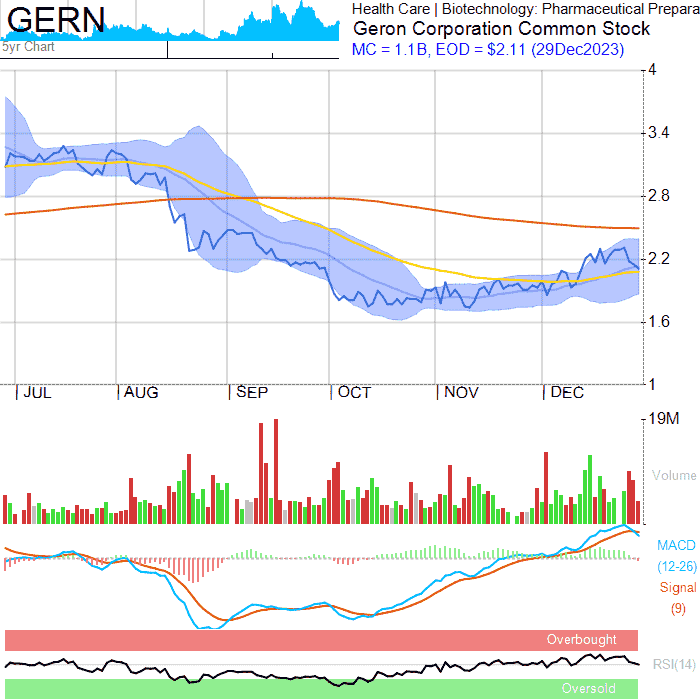 GERN
5yr Chart
Health Care | Biotechnology: Pharmaceutical Prepara
Geron Corporation Common Stock
MC = 1.1B, EOD = $2.11 (29Dec2023)
4
3.4
2.8
2.2
1.6
1
JUL AUG SEP OCT NOV DEC
19M
Volume
MACD
(12-26)
Signal
(9)
Overbought
RSI(14)
Oversold